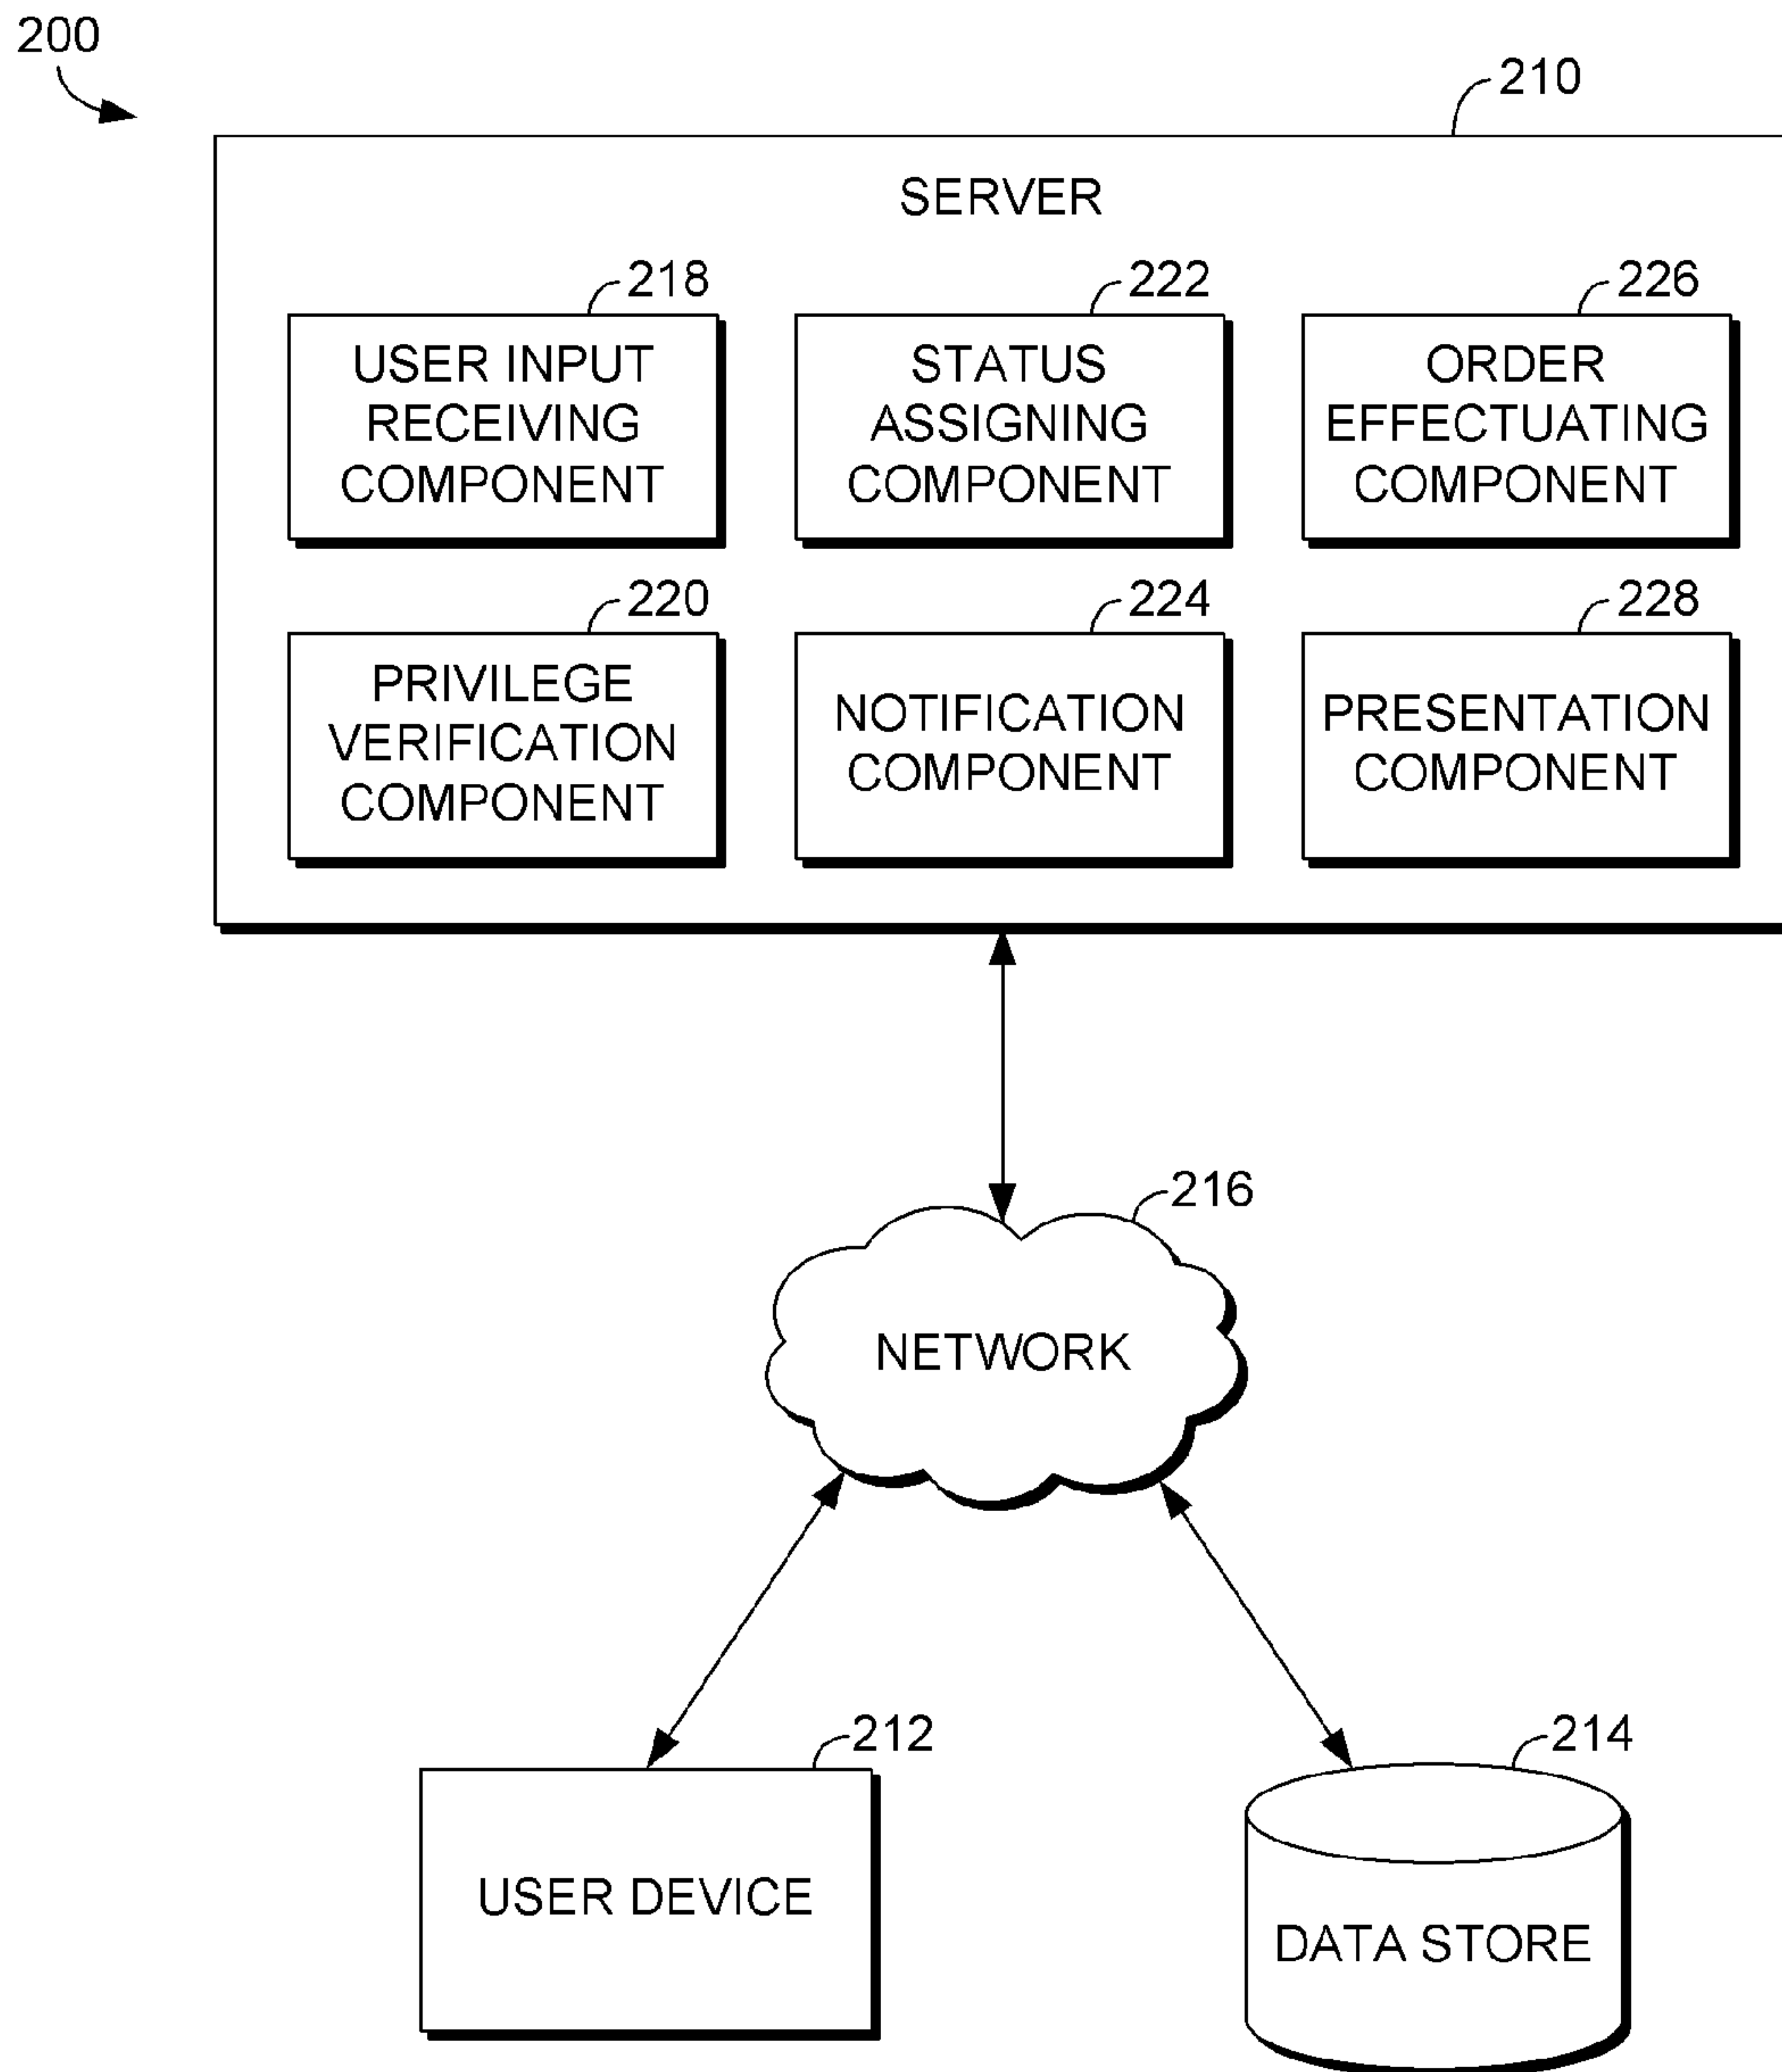 200
210
SERVER
218
USER INPUT
RECEIVING
COMPONENT
222
STATUS
ASSIGNING
COMPONENT
226
ORDER
EFFECTUATING
COMPONENT
220
PRIVILEGE
VERIFICATION
COMPONENT
224
NOTIFICATION
COMPONENT
228
PRESENTATION
COMPONENT
216
NETWORK
212
USER DEVICE
214
DATA STORE